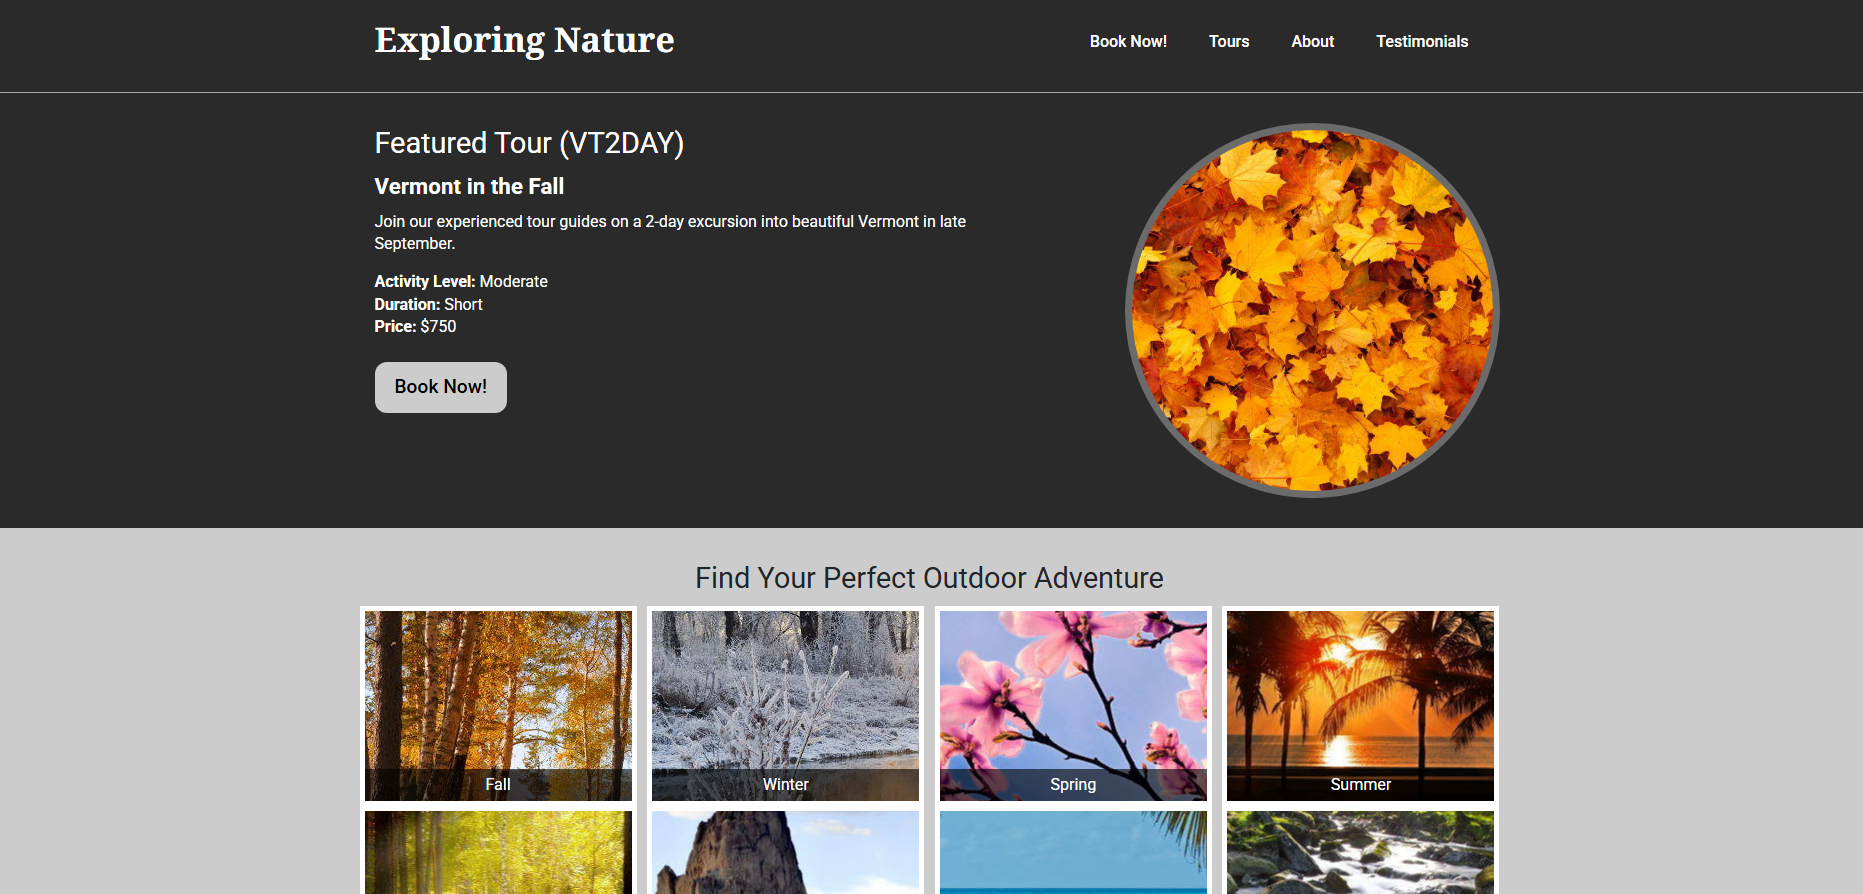 Exploring Nature
Book Now!
Tours
About
Testimonials
Featured Tour (VT2DAY)
Vermont in the Fall
Join our experienced tour guides on a 2-day excursion into beautiful Vermont in late
September.
Activity Level: Moderate
Duration: Short
Price: $750
Book Now!
Find Your Perfect Outdoor Adventure
Fall
Winter
Spring
Summer